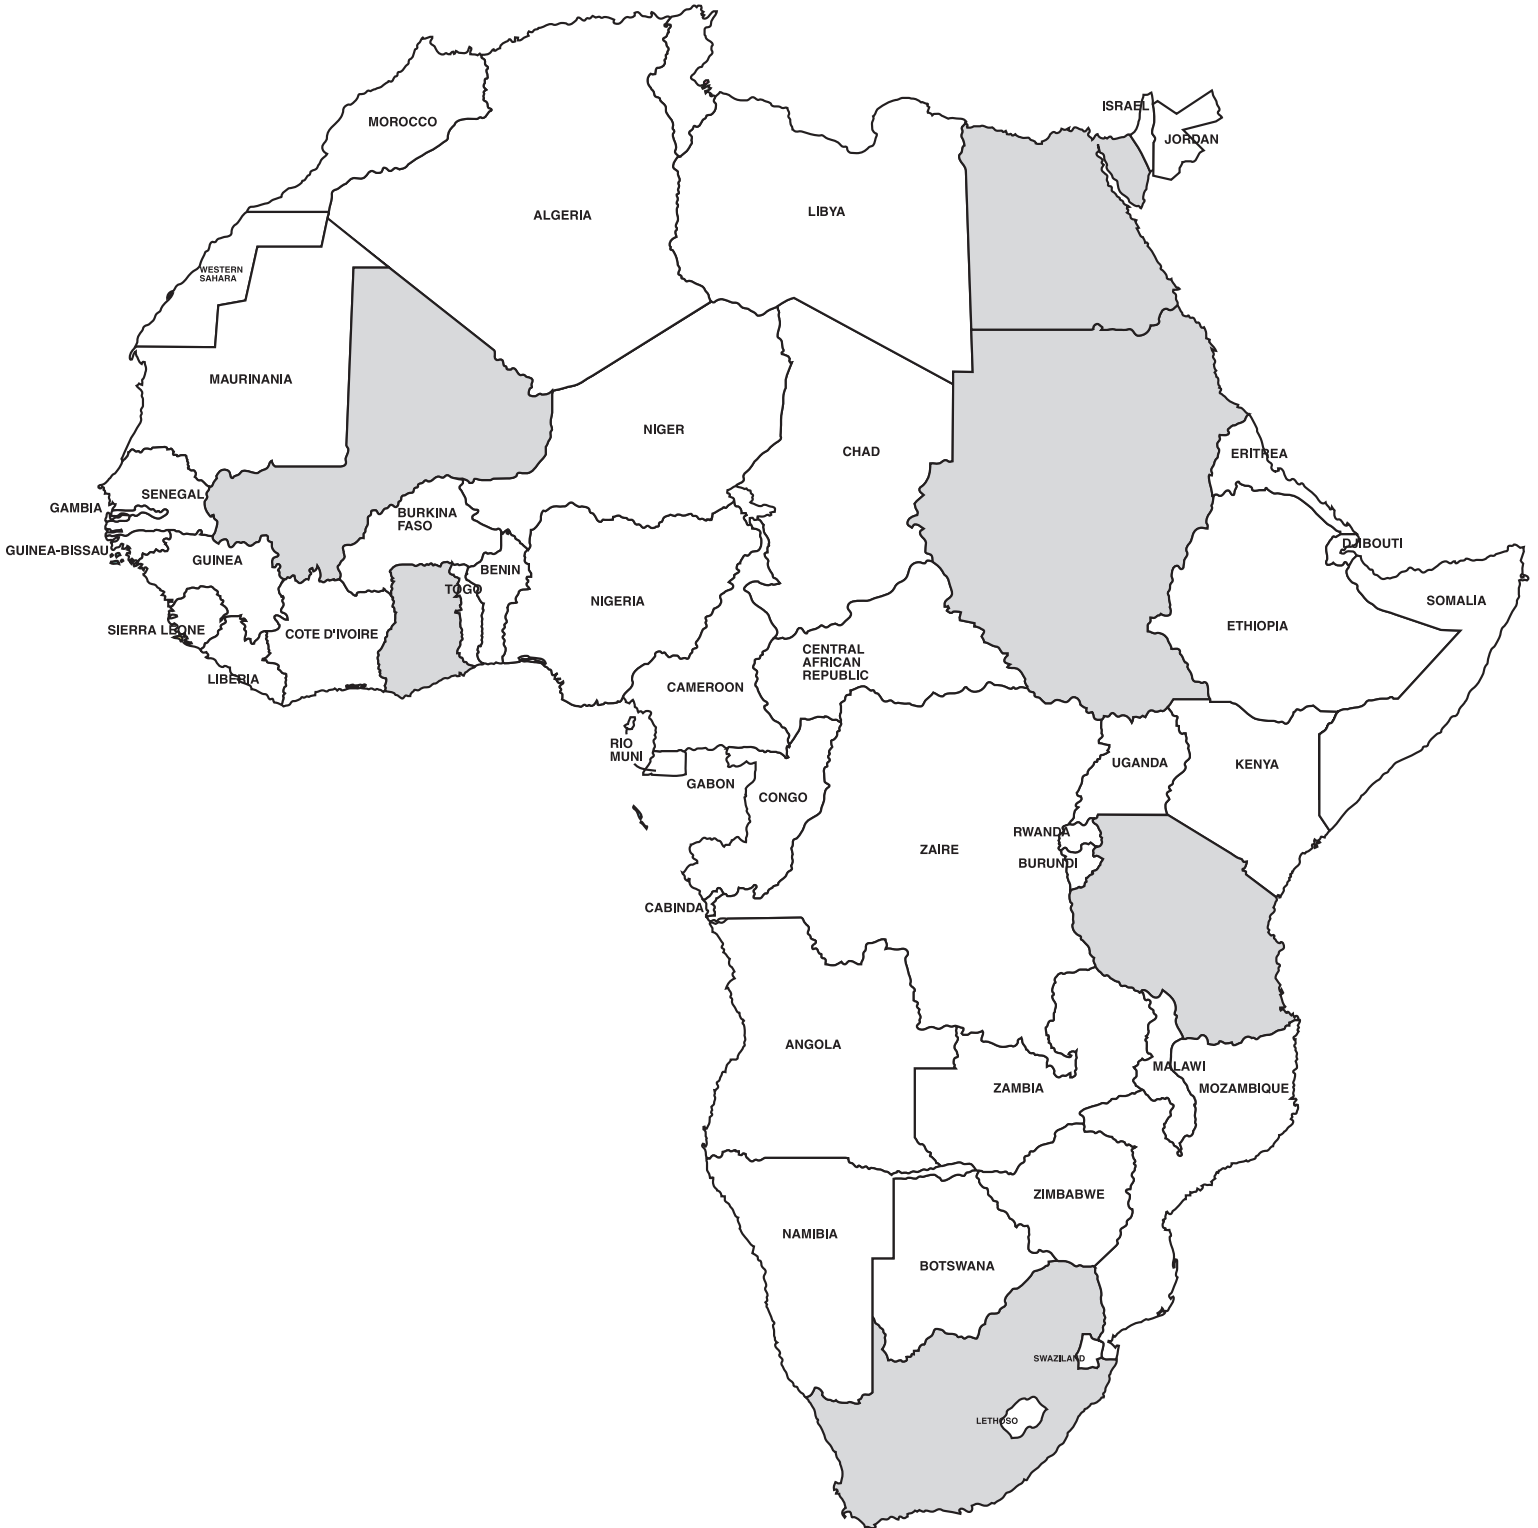 ISRAEL
MOROCCO
JORDAN
ALGERIA
LIBYA
WESTERN
SAHARA
MAURINANIA
NIGER
CHAD
ERITREA
SENEGAL
GAMBIA
BURKINA
FASO
GUINEA-BISSAU
DJIBOUTI
GUINEA
BENIN
TOGO
NIGERIA
SOMALIA
SIERRA LEONE
COTE D'IVOIRE
ETHIOPIA
CENTRAL
AFRICAN
REPUBLIC
LIBERIA
CAMEROON
RIO
MUNI
UGANDA
KENYA
GABON
CONGO
RWANDA
ZAIRE
BURUNDI
CABINDA
ANGOLA
MALAWI
ZAMBIA
MOZAMBIQUE
ZIMBABWE
NAMIBIA
BOTSWANA
SWAZILAND
LETHOSO